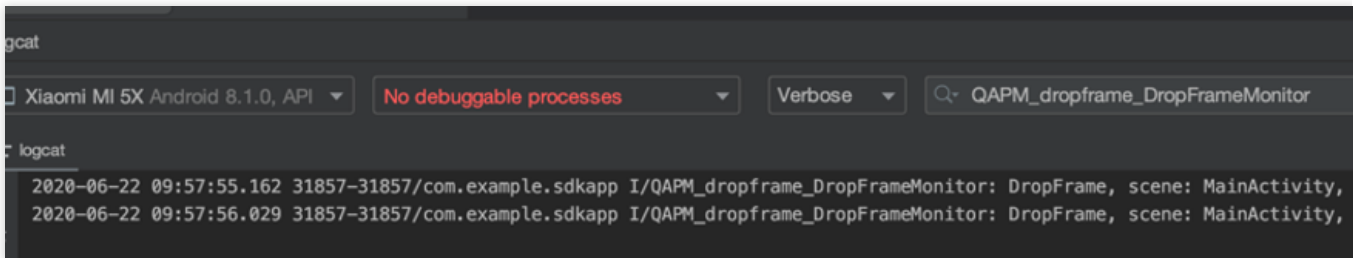 gcat
Xiaomi MI 5X Android 8.1.0, API No debuggable processes Verbose QAPM_dropframe_DropFrameMonitor
logcat
2020-06-22 09:57:55.162 31857-31857/com.example.sdkapp I/QAPM_dropframe_DropFrameMonitor: DropFrame, scene: MainActivity,
2020-06-22 09:57:56.029 31857-31857/com.example.sdkapp I/QAPM_dropframe_DropFrameMonitor: DropFrame, scene: MainActivity,